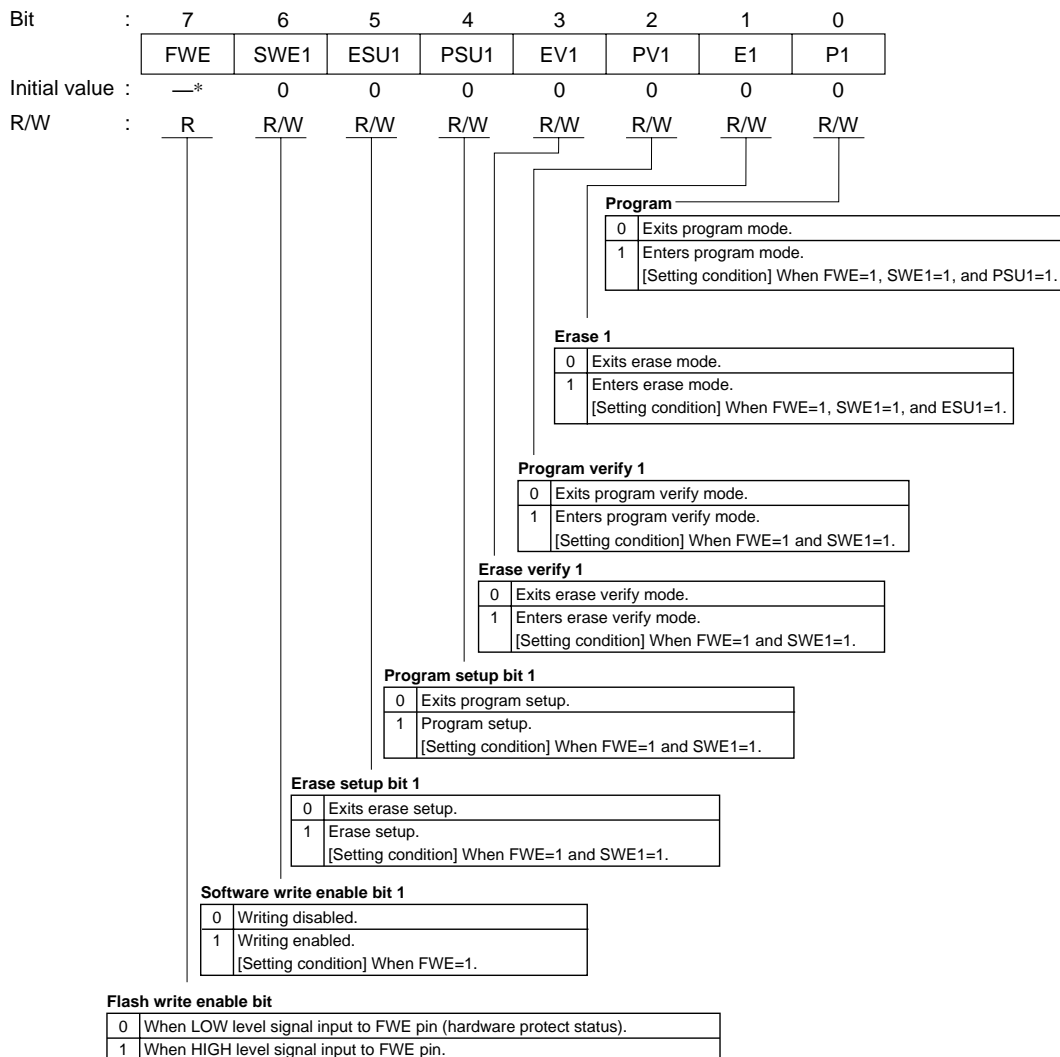 Bit : 7 6 5 4 3 2 1 0
FWE SWE1 ESU1 PSU1 EV1 PV1 E1 P1
Initial value : —* 0 0 0 0 0 0 0
R/W : R R/W R/W R/W R/W R/W R/W R/W
Program
0 Exits program mode.
1 Enters program mode.
[Setting condition] When FWE=1, SWE1=1, and PSU1=1.
Erase 1
0 Exits erase mode.
1 Enters erase mode.
[Setting condition] When FWE=1, SWE1=1, and ESU1=1.
Program verify 1
0 Exits program verify mode.
1 Enters program verify mode.
[Setting condition] When FWE=1 and SWE1=1.
Erase verify 1
0 Exits erase verify mode.
1 Enters erase verify mode.
[Setting condition] When FWE=1 and SWE1=1.
Program setup bit 1
0 Exits program setup.
1 Program setup.
[Setting condition] When FWE=1 and SWE1=1.
Erase setup bit 1
0 Exits erase setup.
1 Erase setup.
[Setting condition] When FWE=1 and SWE1=1.
Software write enable bit 1
0 Writing disabled.
1 Writing enabled.
[Setting condition] When FWE=1.
Flash write enable bit
0 When LOW level signal input to FWE pin (hardware protect status).
1 When HIGH level signal input to FWE pin.